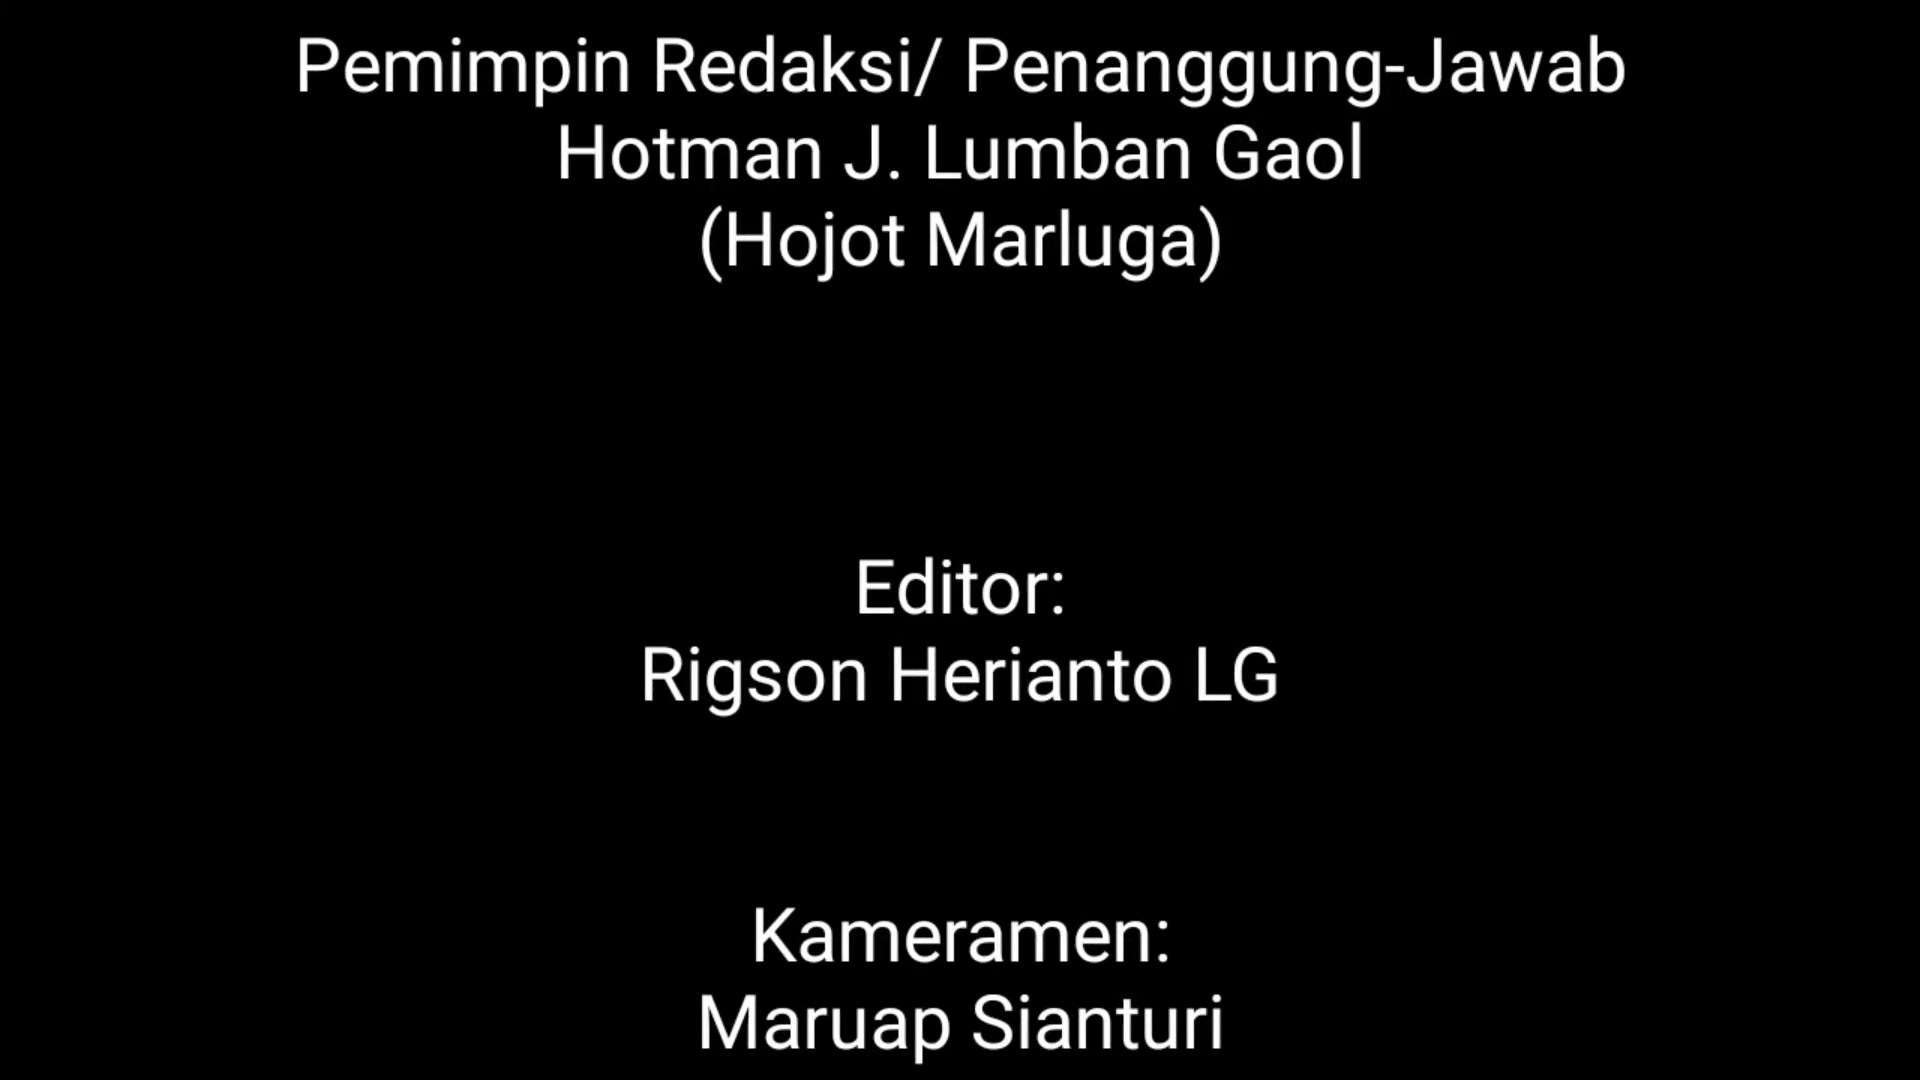 Pemimpin Redaksi/ Penanggung-Jawab
Hotman J. Lumban Gaol
(Hojot Marluga)
Editor:
Rigson Herianto LG
Kameramen:
Maruap Sianturi